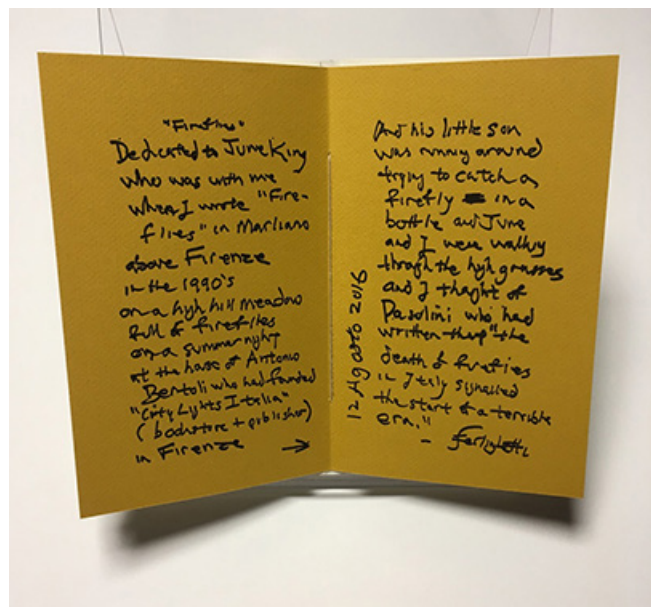 "Fireflies"
Dedicated to June King
who was with me
when I wrote "Fire-
flies" in Marliano
above Firenze
in the 1990's
on a high hill meadow
full of fireflies
on a summer night
at the house of Antonio
Bertoli who had founded
"City Lights Italia"
(bookstore + publisher)
in Firenze →
And his little son
was running around
trying to catch a
firefly in a
bottle and June
and I were walking
through the high grasses
and I thought of
Pasolini who had
written "the
death of fireflies
in Italy signalled
the start of a terrible
era."
- Ferlinghetti
12 Agosto 2016